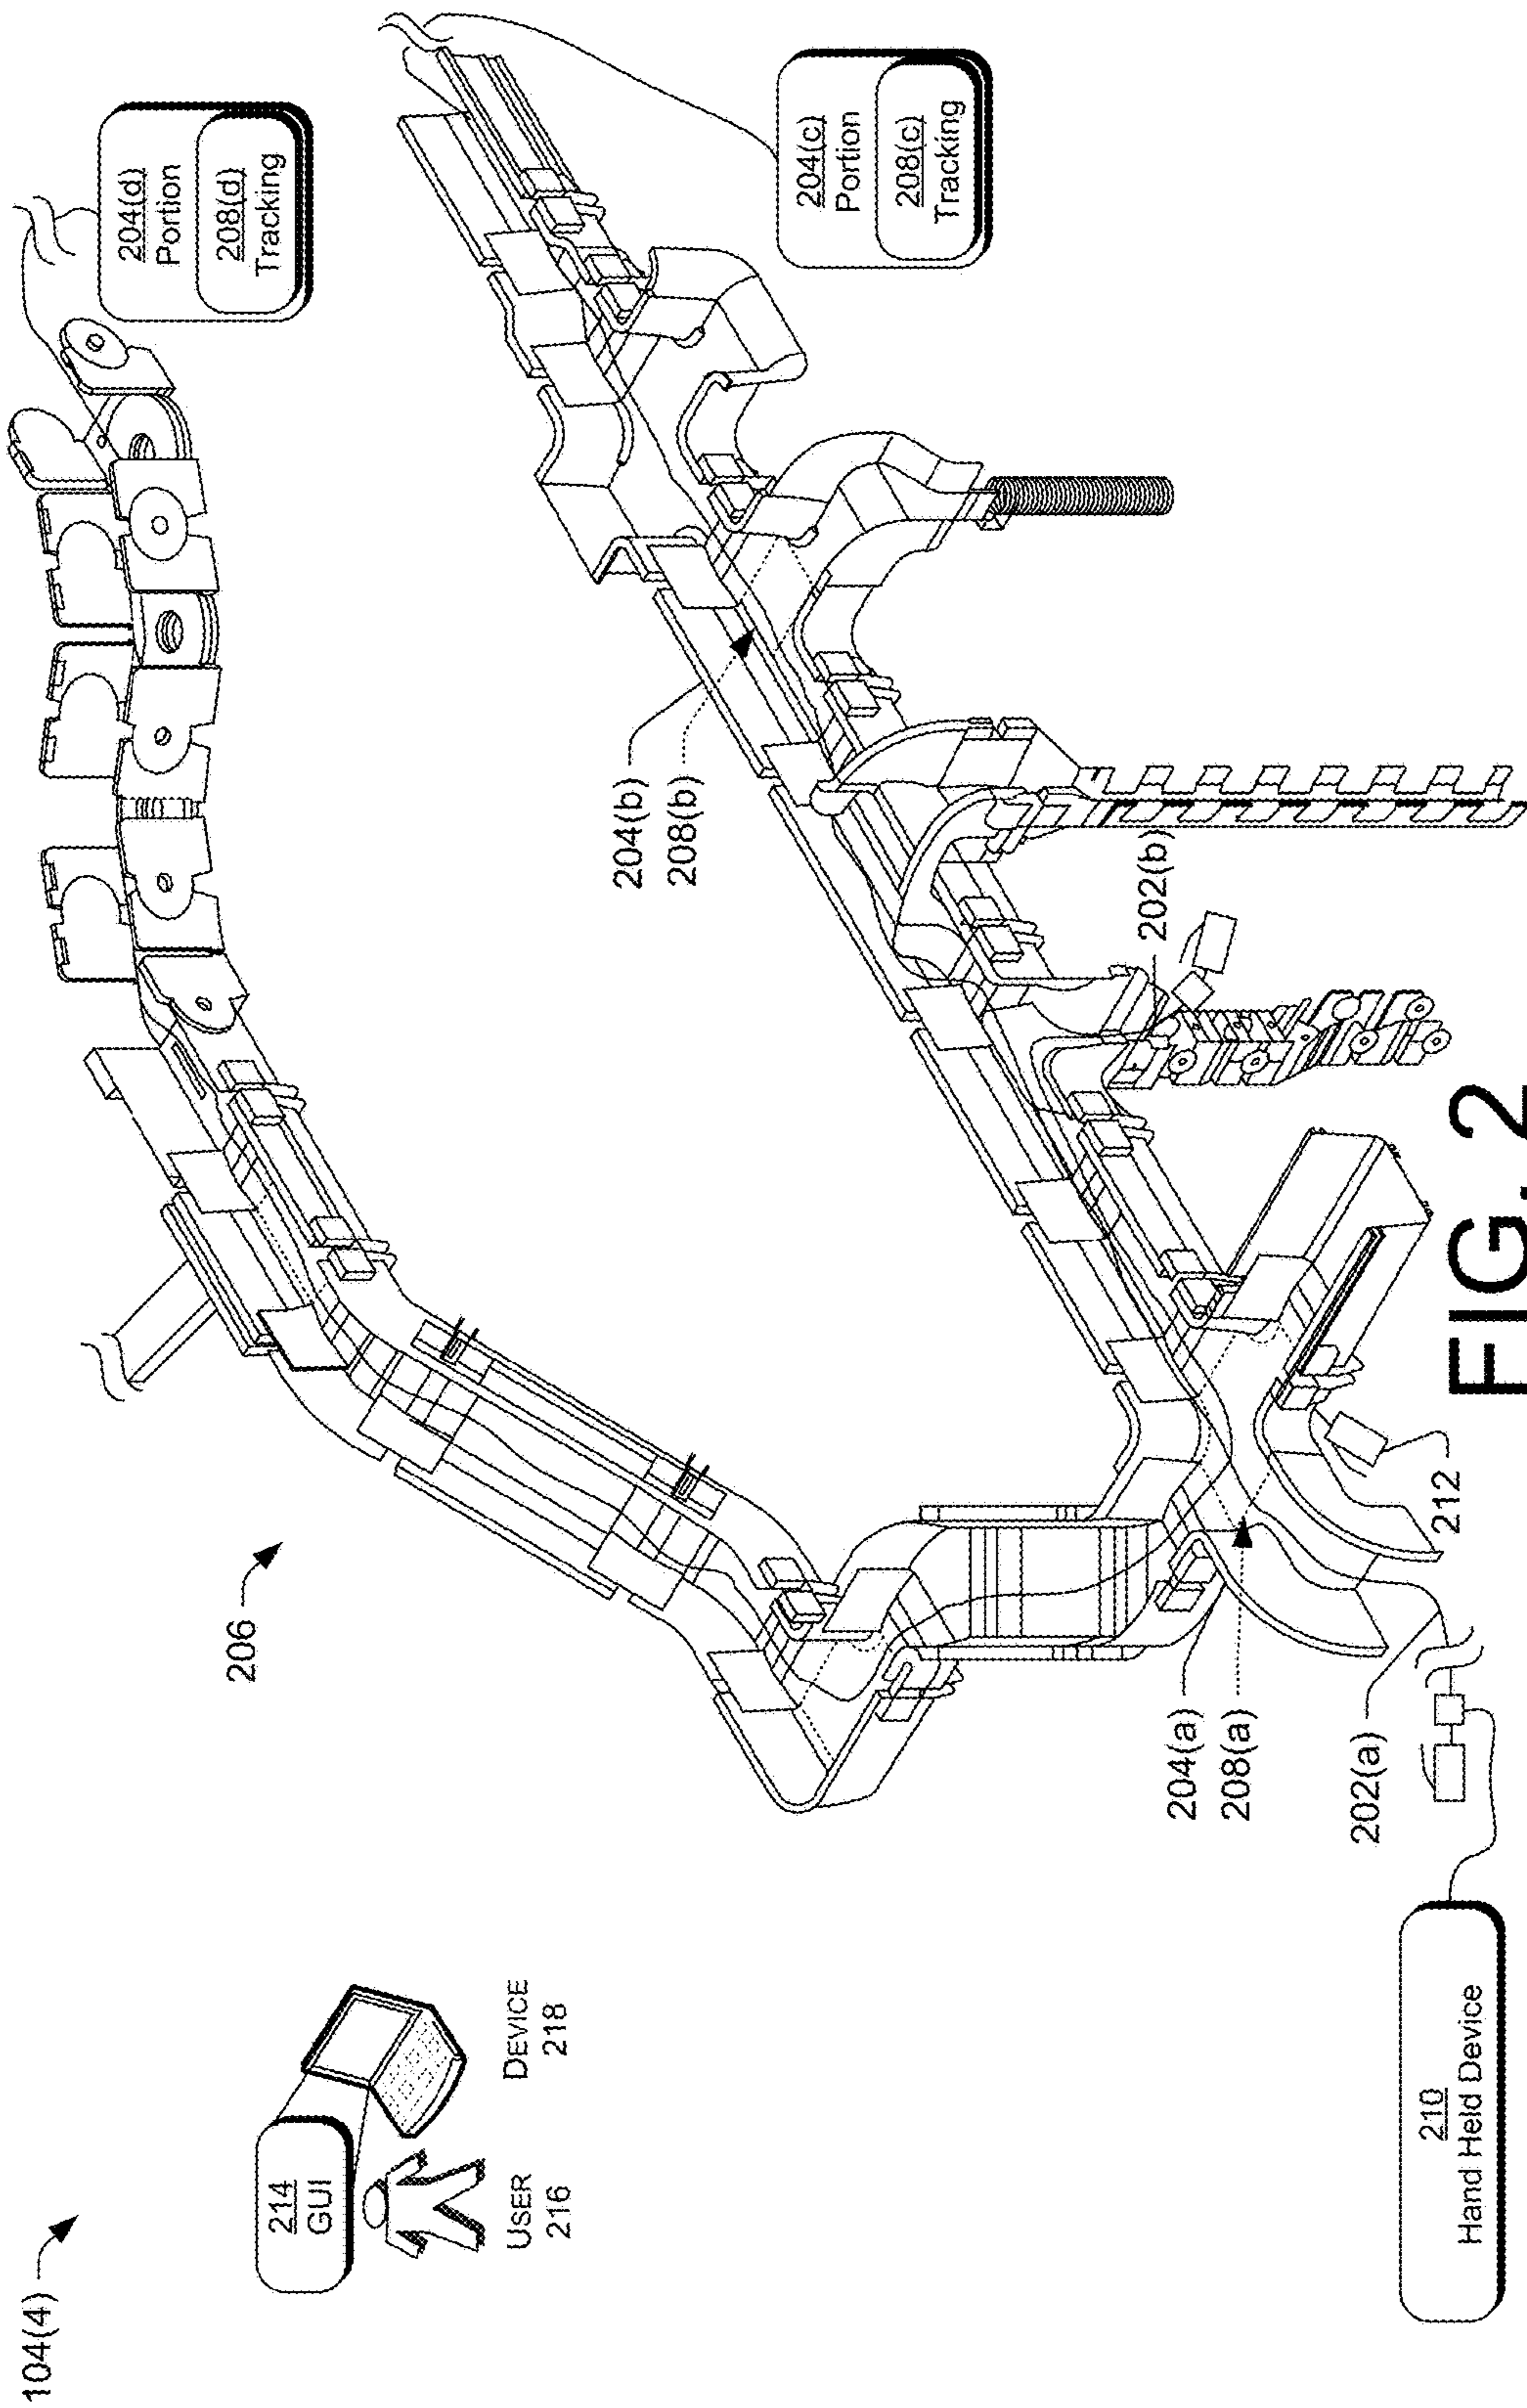 104(4)
214
GUI
USER
216
DEVICE
218
206
204(d)
Portion
208(d)
Tracking
204(b)
208(b)
204(c)
Portion
208(c)
Tracking
204(a)
208(a)
202(a)
202(b)
212
210
Hand Held Device
FIG. 2